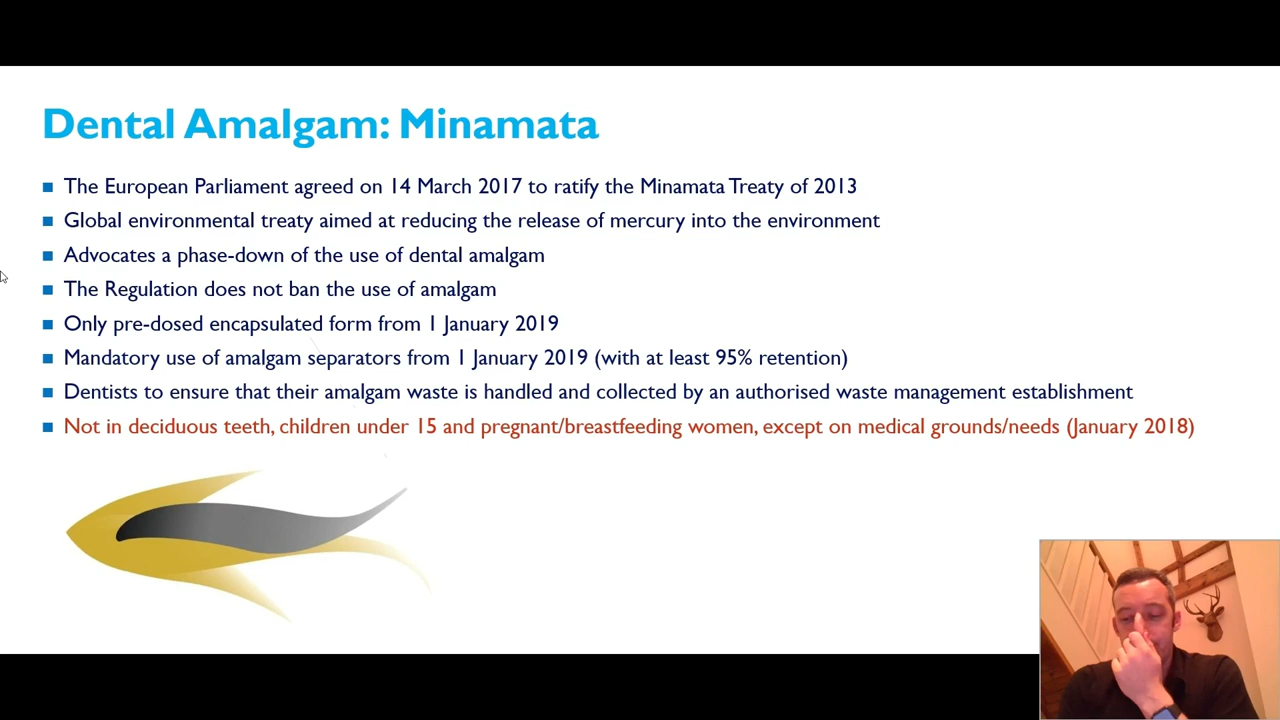 Dental Amalgam: Minamata
The European Parliament agreed on 14 March 2017 to ratify the Minamata Treaty of 2013
Global environmental treaty aimed at reducing the release of mercury into the environment
Advocates a phase-down of the use of dental amalgam
The Regulation does not ban the use of amalgam
Only pre-dosed encapsulated form from 1 January 2019
Mandatory use of amalgam separators from 1 January 2019 (with at least 95% retention)
Dentists to ensure that their amalgam waste is handled and collected by an authorised waste management establishment
Not in deciduous teeth, children under 15 and pregnant/breastfeeding women, except on medical grounds/needs (January 2018)